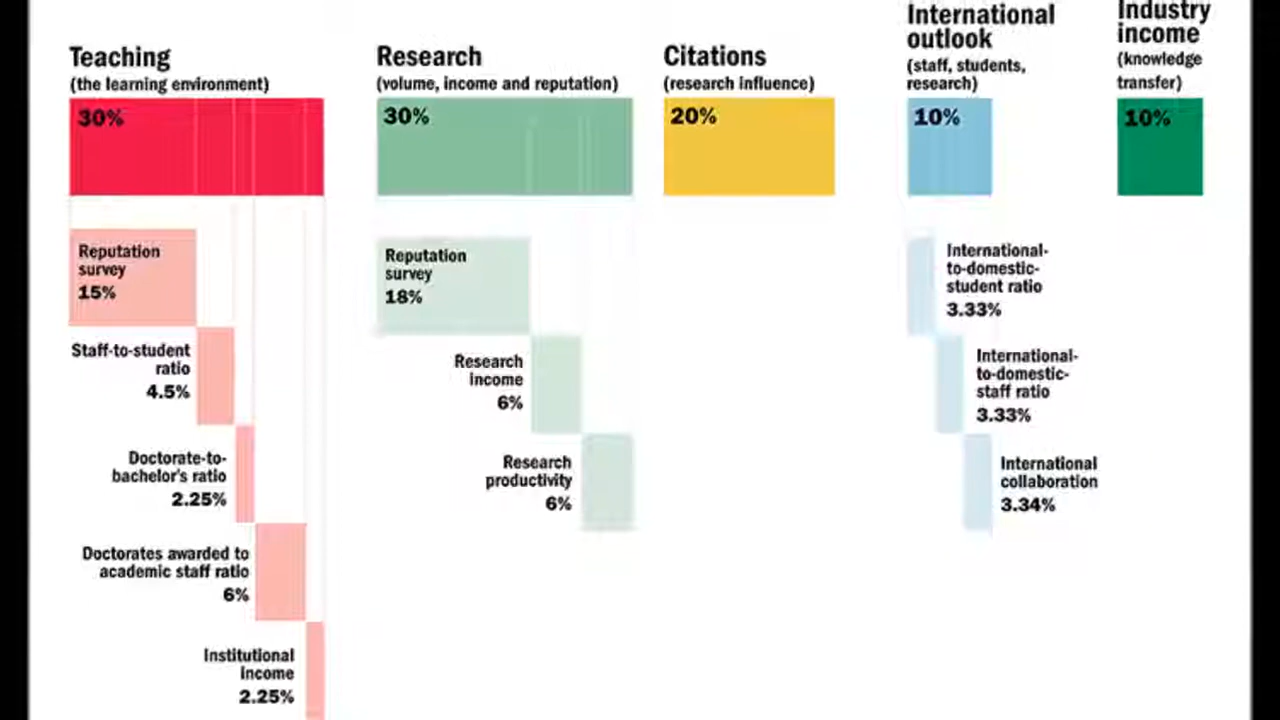 Teaching
(the learning environment)
30%
Reputation
survey
15%
Staff-to-student
ratio
4.5%
Doctorate-to-
bachelor's ratio
2.25%
Doctorates awarded to
academic staff ratio
6%
Institutional
income
2.25%
Research
(volume, income and reputation)
30%
Reputation
survey
18%
Research
income
6%
Research
productivity
6%
Citations
(research influence)
20%
International
outlook
(staff, students,
research)
10%
International-
to-domestic-
student ratio
3.33%
International-
to-domestic-
staff ratio
3.33%
International
collaboration
3.34%
Industry
income
(knowledge
transfer)
10%